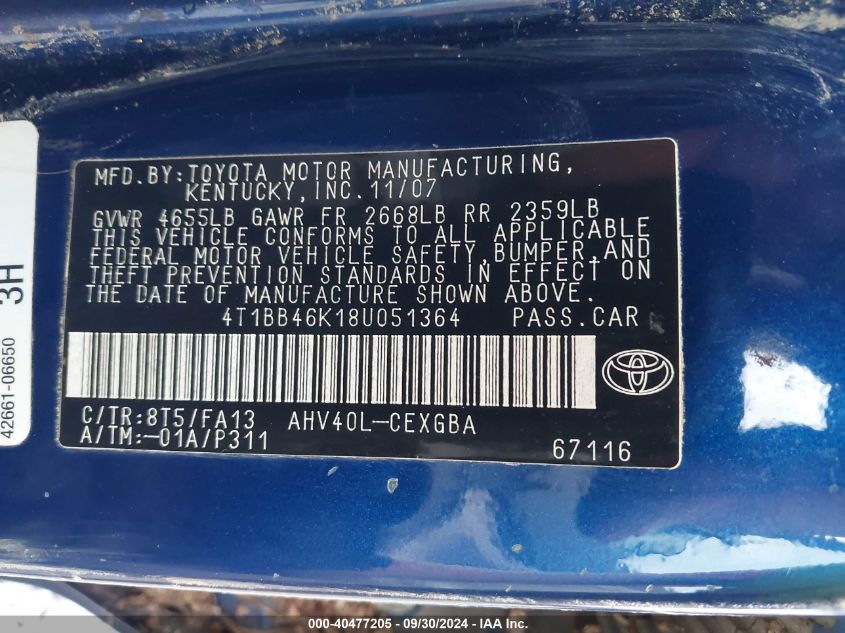 MFD.BY:TOYOTA MOTOR MANUFACTURING,
KENTUCKY, INC. 11/07
GVWR 4655LB GAWR FR 2668LB RR 2359LB
THIS VEHICLE CONFORMS TO ALL APPLICABLE
FEDERAL MOTOR VEHICLE SAFETY, BUMPER, AND
THEFT PREVENTION STANDARDS IN EFFECT ON
THE DATE OF MANUFACTURE SHOWN ABOVE.
4T1BB46K18U051364 PASS.CAR
C/TR:8T5/FA13 AHV40L-CEXGBA
A/TM:-01A/P311 67116
42661-06650 3H
000-40477205 - 09/30/2024 - IAA Inc.